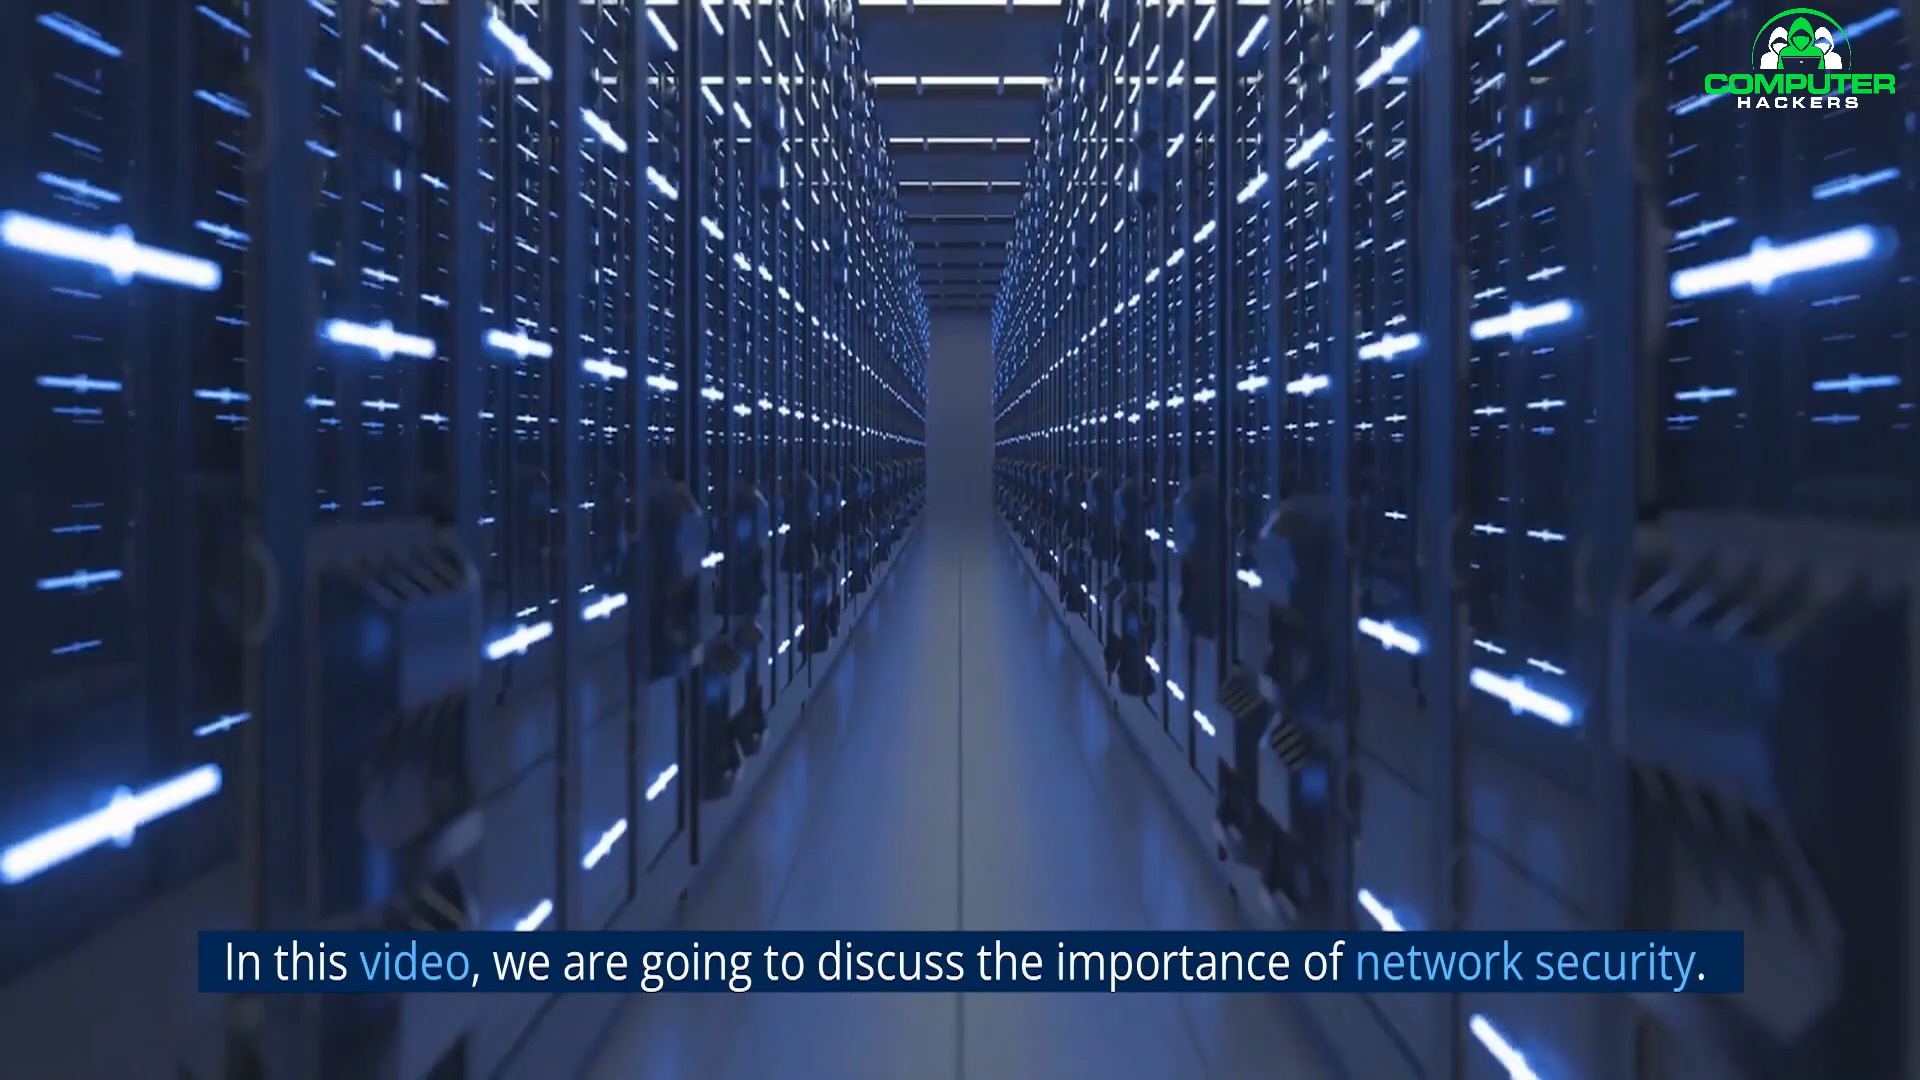 COMPUTER
HACKERS
In this video, we are going to discuss the importance of network security.